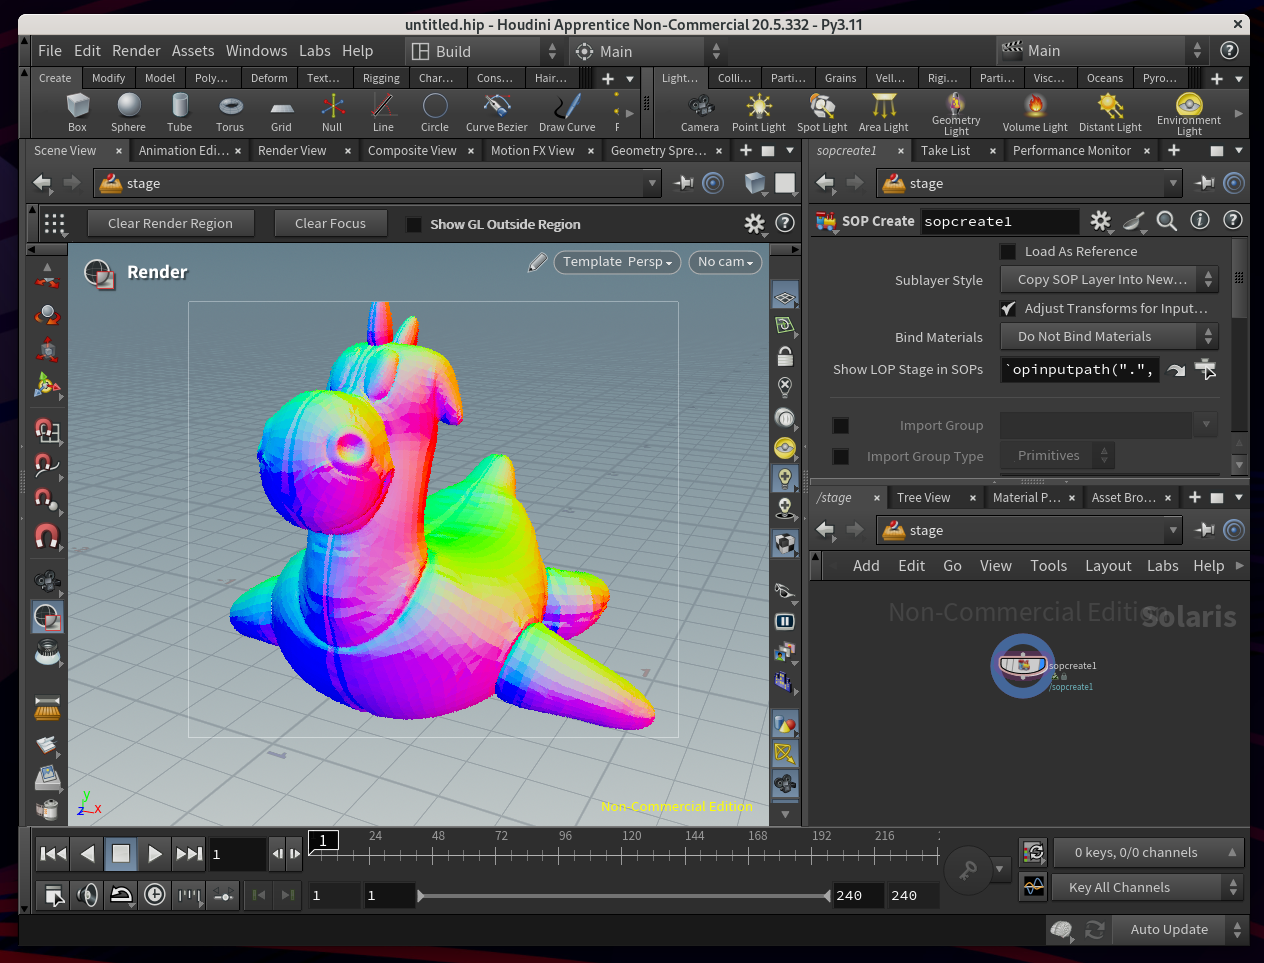 untitled.hip - Houdini Apprentice Non-Commercial 20.5.332 - Py3.11
File Edit Render Assets Windows Labs Help
Build
Main
Main
Create Modify Model Poly... Deform Text... Rigging Char... Cons... Hair...
Light... Colli... Parti... Grains Vell... Rigi... Parti... Visc... Oceans Pyro...
Box Sphere Tube Torus Grid Null Line Circle Curve Bezier Draw Curve
Camera Point Light Spot Light Area Light Geometry Light Volume Light Distant Light Environment Light
Scene View Animation Edi... Render View Composite View Motion FX View Geometry Spre...
sopcreate1 Take List Performance Monitor
stage
stage
Clear Render Region Clear Focus Show GL Outside Region
SOP Create sopcreate1
Render
Template Persp
No cam
Load As Reference
Sublayer Style Copy SOP Layer Into New...
Adjust Transforms for Input...
Bind Materials Do Not Bind Materials
Show LOP Stage in SOPs `opinputpath(".",
Import Group
Import Group Type Primitives
/stage Tree View Material P... Asset Bro...
stage
Add Edit Go View Tools Layout Labs Help
Non-Commercial Edition
Solaris
sopcreate1
/sopcreate1
y
z x
Non-Commercial Edition
1
1 24 48 72 96 120 144 168 192 216
0 keys, 0/0 channels
1 1 240 240
Key All Channels
Auto Update